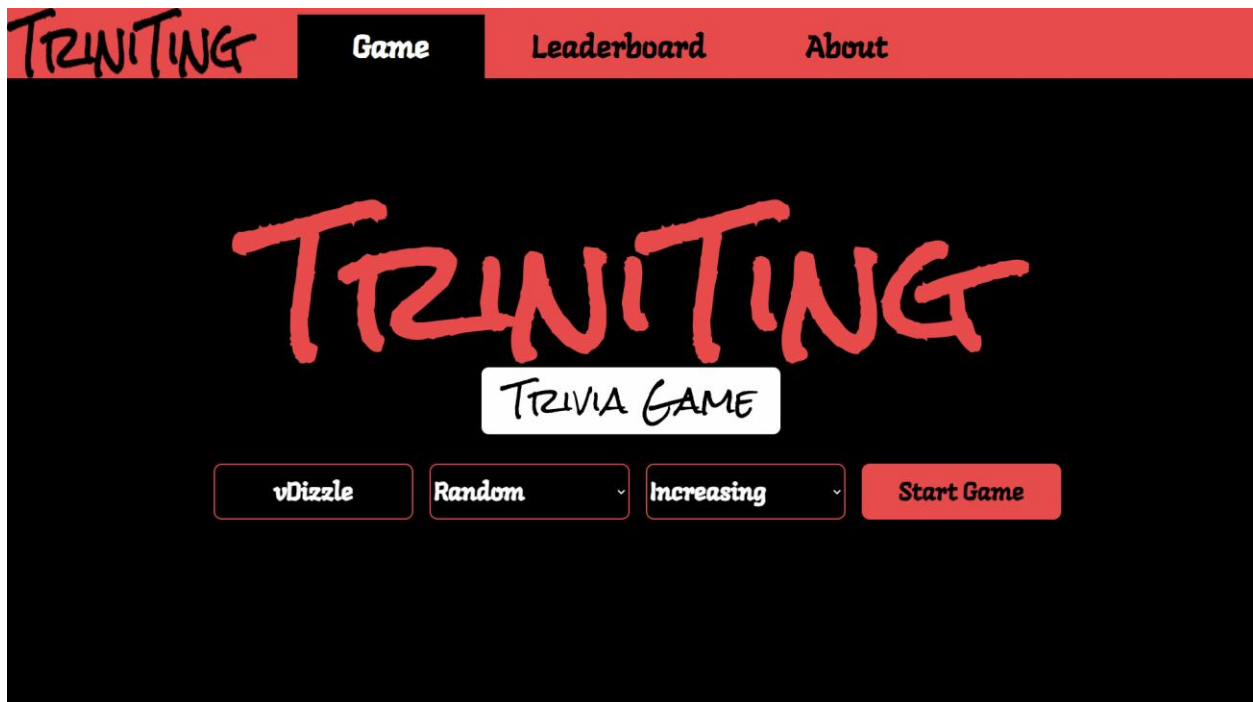 TriniTing Game Leaderboard About
TriniTing
Trivia Game
vDizzle Random Increasing Start Game